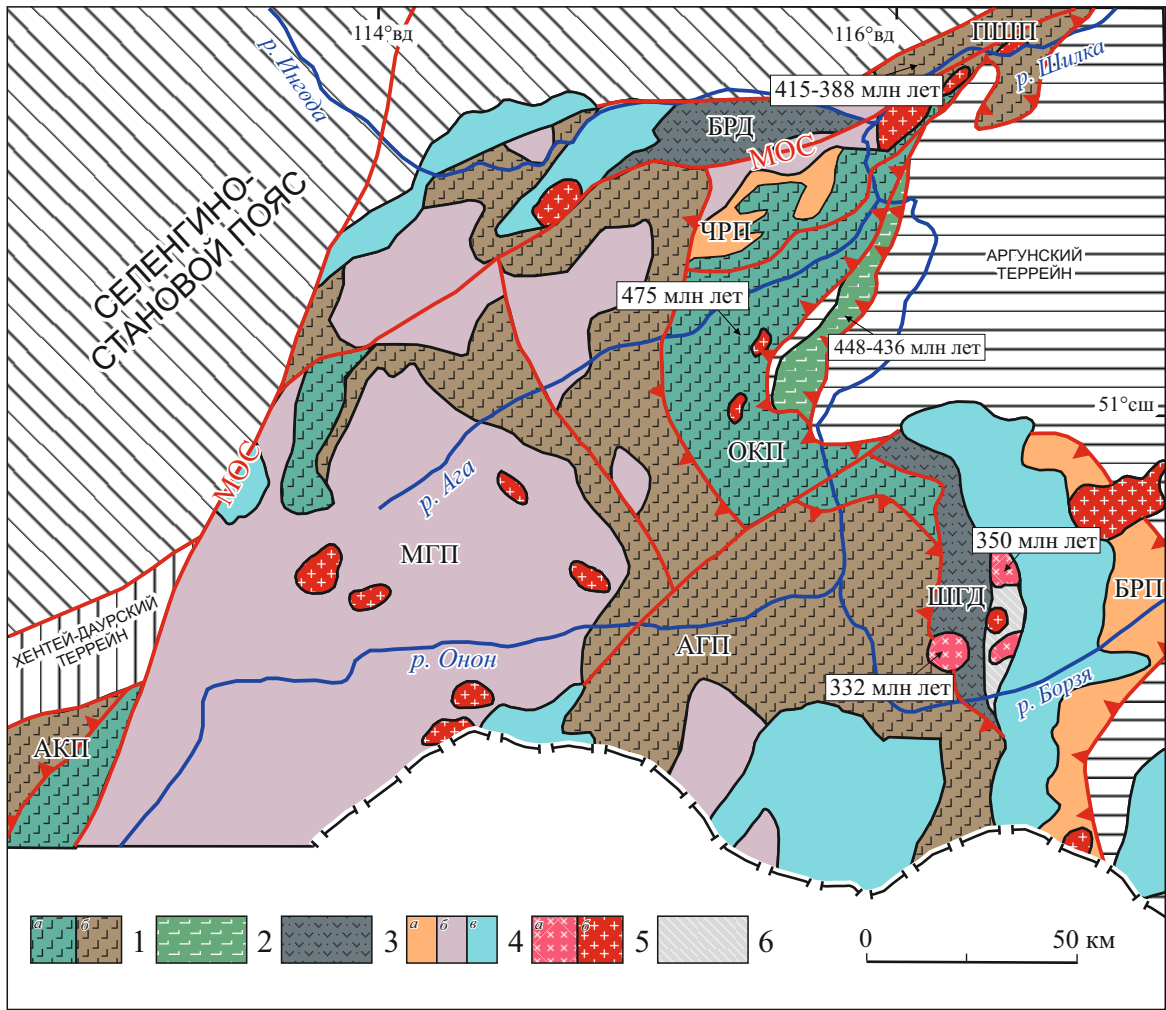 114°вд
116°вд
ПШП
р. Ингода
р. Шилка
415-388 млн лет
БРД
МОС
СЕЛЕНГИНО-
СТАНОВОЙ ПОЯС
ЧРП
АРГУНСКИЙ
ТЕРРЕЙН
475 млн лет
448-436 млн лет
51°сш
ОКП
МОС
р. Ага
350 млн лет
МГП
ШГД
БРП
ХЕНТЕЙ-ДАУРСКИЙ
ТЕРРЕЙН
р. Онон
АГП
332 млн лет
р. Борзя
АКП
а б 1
2
3
а б в 4
а б 5
6
0 50 км